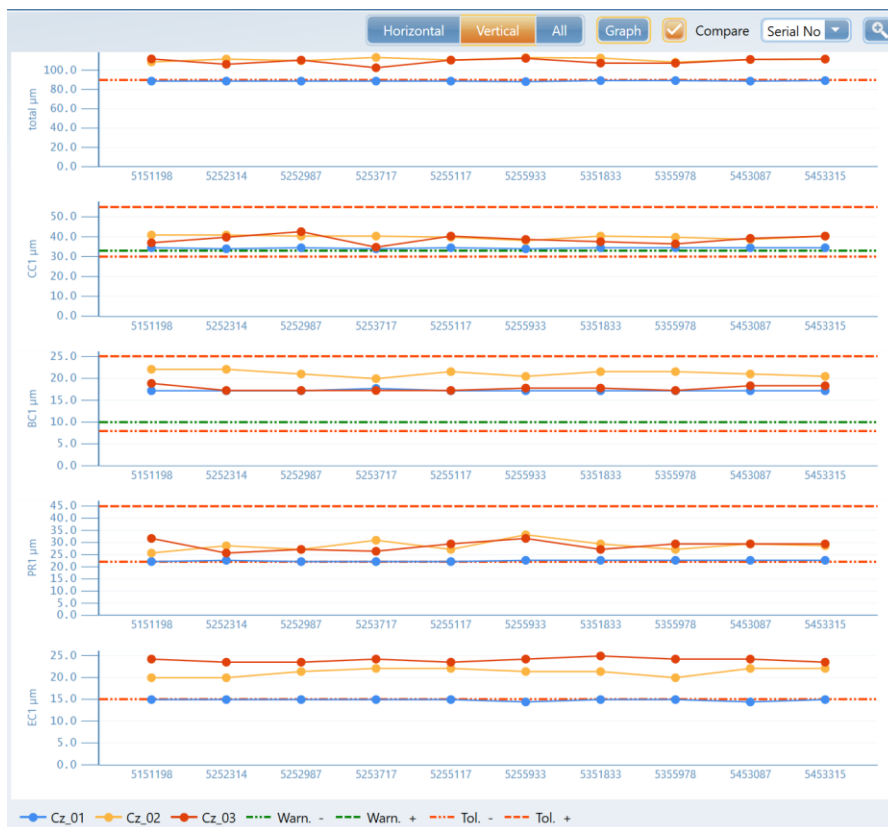 Horizontal Vertical All Graph Compare Serial No
total µm
100.0
80.0
60.0
40.0
20.0
0.0
5151198 5252314 5252987 5253717 5255117 5255933 5351833 5355978 5453087 5453315
CC1 µm
50.0
40.0
30.0
20.0
10.0
0.0
5151198 5252314 5252987 5253717 5255117 5255933 5351833 5355978 5453087 5453315
BC1 µm
25.0
20.0
15.0
10.0
5.0
0.0
5151198 5252314 5252987 5253717 5255117 5255933 5351833 5355978 5453087 5453315
PR1 µm
45.0
40.0
35.0
30.0
25.0
20.0
15.0
10.0
5.0
0.0
5151198 5252314 5252987 5253717 5255117 5255933 5351833 5355978 5453087 5453315
EC1 µm
25.0
20.0
15.0
10.0
5.0
0.0
5151198 5252314 5252987 5253717 5255117 5255933 5351833 5355978 5453087 5453315
Cz_01 Cz_02 Cz_03 Warn. - Warn. + Tol. - Tol. +